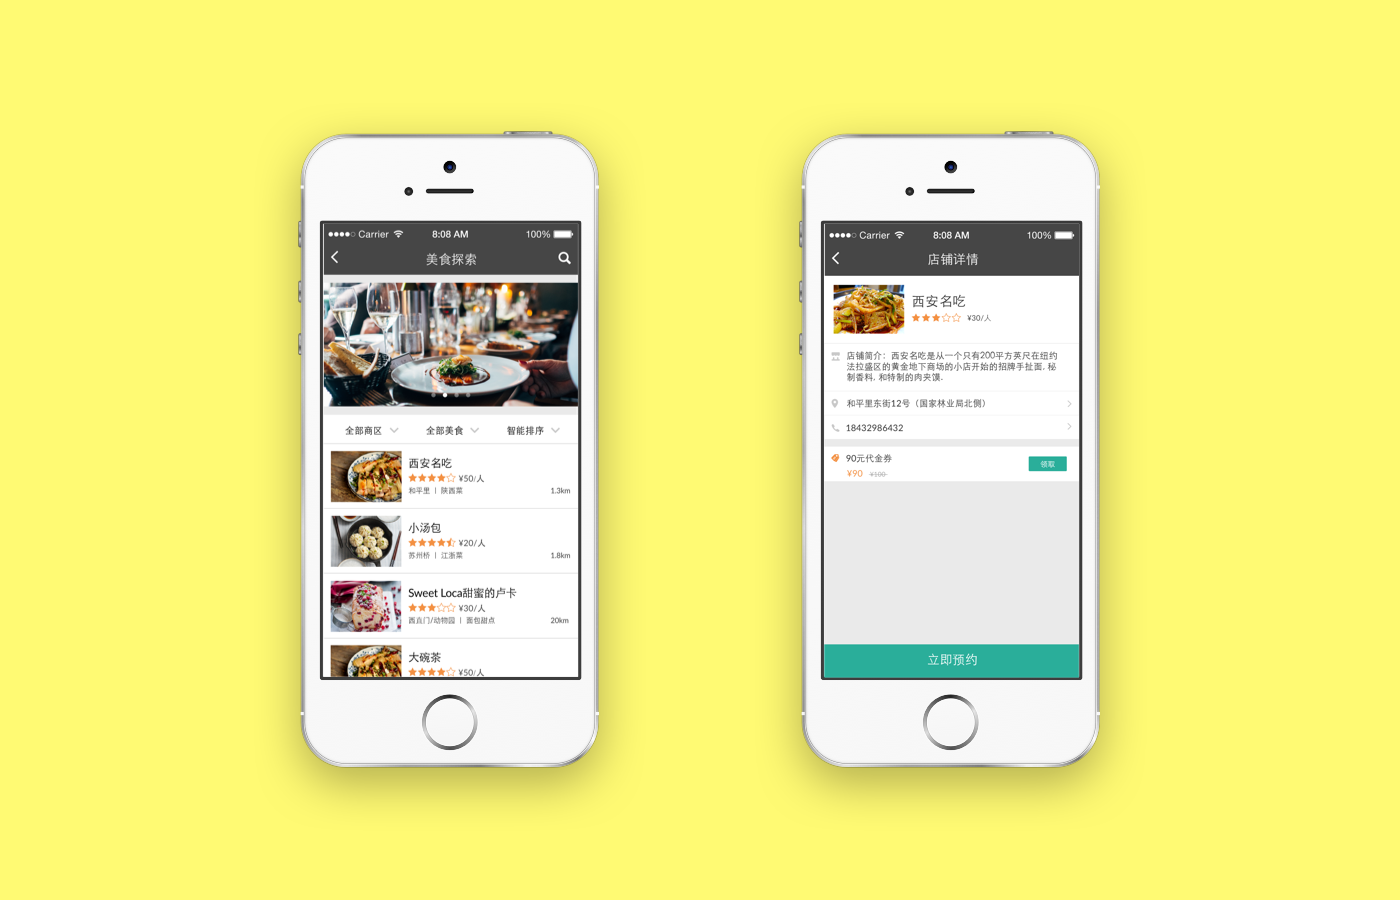 Carrier 8:08 AM 100%
美食探索
全部商区 全部美食 智能排序
西安名吃
¥50/人
和平里 | 陕西菜 1.3km
小汤包
¥20/人
苏州桥 | 江浙菜 1.8km
Sweet Loca甜蜜的卢卡
¥30/人
西直门/动物园 | 面包甜点 20km
大碗茶
¥50/人
Carrier 8:08 AM 100%
店铺详情
西安名吃
¥30/人
店铺简介：西安名吃是从一个只有200平方英尺在纽约
法拉盛区的黄金地下商场的小店开始的招牌手扯面, 秘
制香料, 和特制的肉夹馍.
和平里东街12号（国家林业局北侧）
18432986432
90元代金券
¥90 ¥100
领取
立即预约